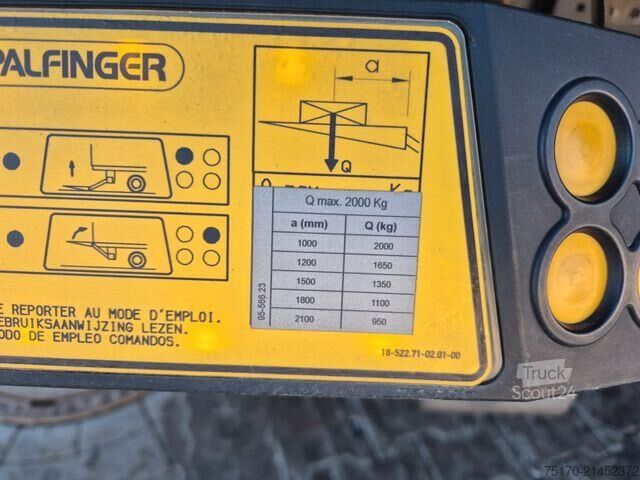 PALFINGER
a
Q
Q max. Kg
Q max. 2000 Kg
a (mm) Q (kg)
1000 2000
1200 1650
1500 1350
1800 1100
2100 950
95-566.23
E REPORTER AU MODE D'EMPLOI.
EBRUIKSAANWIJZING LEZEN.
ODO DE EMPLEO COMANDOS.
18-522.71-02.01-00
Truck
Scout24
75170-21452372